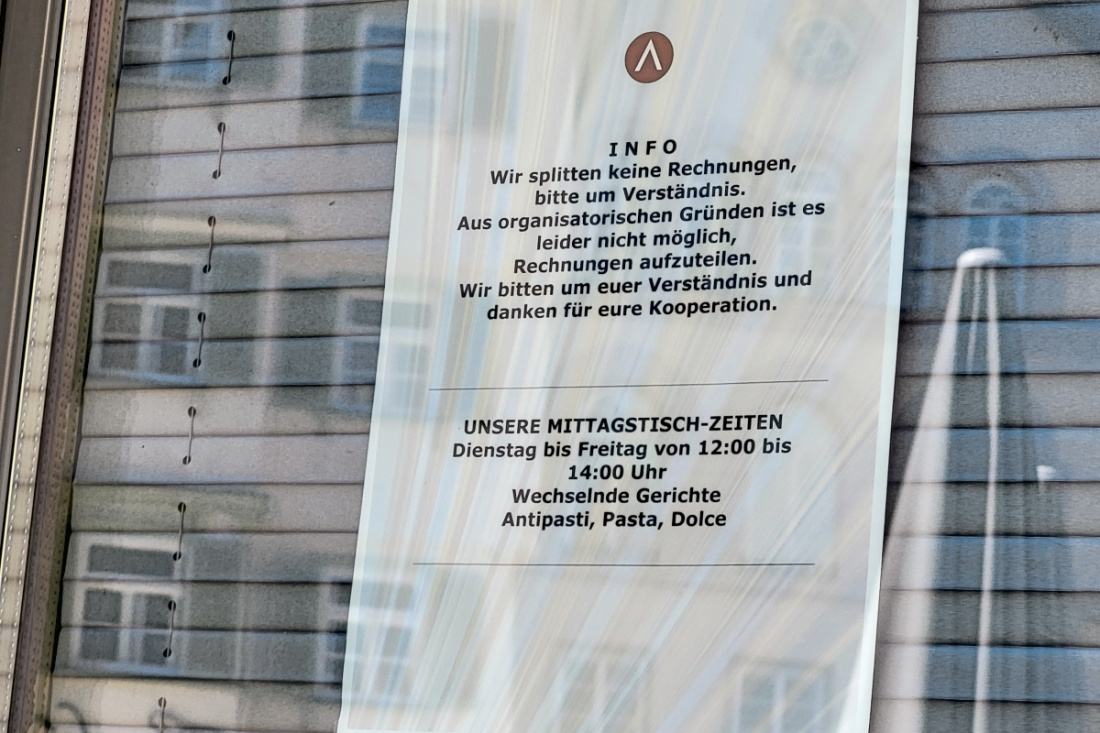 INFO
Wir splitten keine Rechnungen,
bitte um Verständnis.
Aus organisatorischen Gründen ist es
leider nicht möglich,
Rechnungen aufzuteilen.
Wir bitten um euer Verständnis und
danken für eure Kooperation.
UNSERE MITTAGSTISCH-ZEITEN
Dienstag bis Freitag von 12:00 bis
14:00 Uhr
Wechselnde Gerichte
Antipasti, Pasta, Dolce